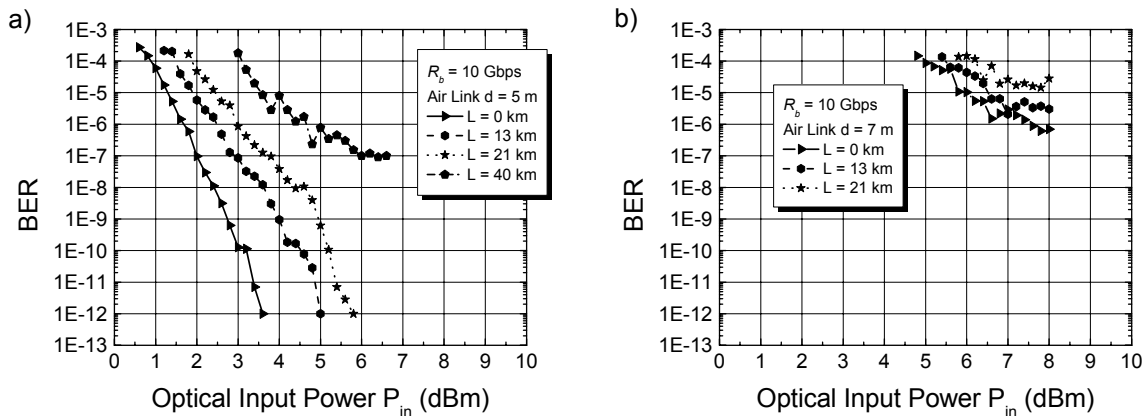 a)
1E-3
1E-4
1E-5
1E-6
1E-7
1E-8
1E-9
1E-10
1E-11
1E-12
1E-13
BER
0 1 2 3 4 5 6 7 8 9 10
Optical Input Power P_in (dBm)
R_b = 10 Gbps
Air Link d = 5 m
L = 0 km
L = 13 km
L = 21 km
L = 40 km
b)
1E-3
1E-4
1E-5
1E-6
1E-7
1E-8
1E-9
1E-10
1E-11
1E-12
1E-13
BER
0 1 2 3 4 5 6 7 8 9 10
Optical Input Power P_in (dBm)
R_b = 10 Gbps
Air Link d = 7 m
L = 0 km
L = 13 km
L = 21 km